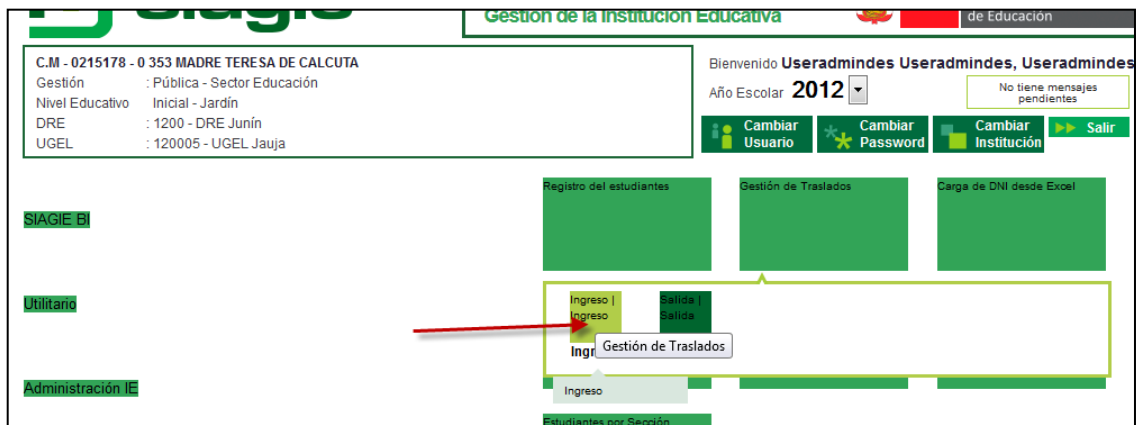 siagie
Gestión de la Institución Educativa
de Educación
C.M - 0215178 - 0 353 MADRE TERESA DE CALCUTA
Gestión : Pública - Sector Educación
Nivel Educativo Inicial - Jardín
DRE : 1200 - DRE Junín
UGEL : 120005 - UGEL Jauja
Bienvenido Useradmindes Useradmindes, Useradmindes
Año Escolar 2012
No tiene mensajes
pendientes
Cambiar
Usuario
Cambiar
Password
Cambiar
Institución
Salir
Registro del estudiantes
Gestión de Traslados
Carga de DNI desde Excel
SIAGIE BI
Utilitario
Ingreso |
Ingreso
Salida |
Salida
Gestión de Traslados
Ingreso
Administración IE
Estudiantes por Sección